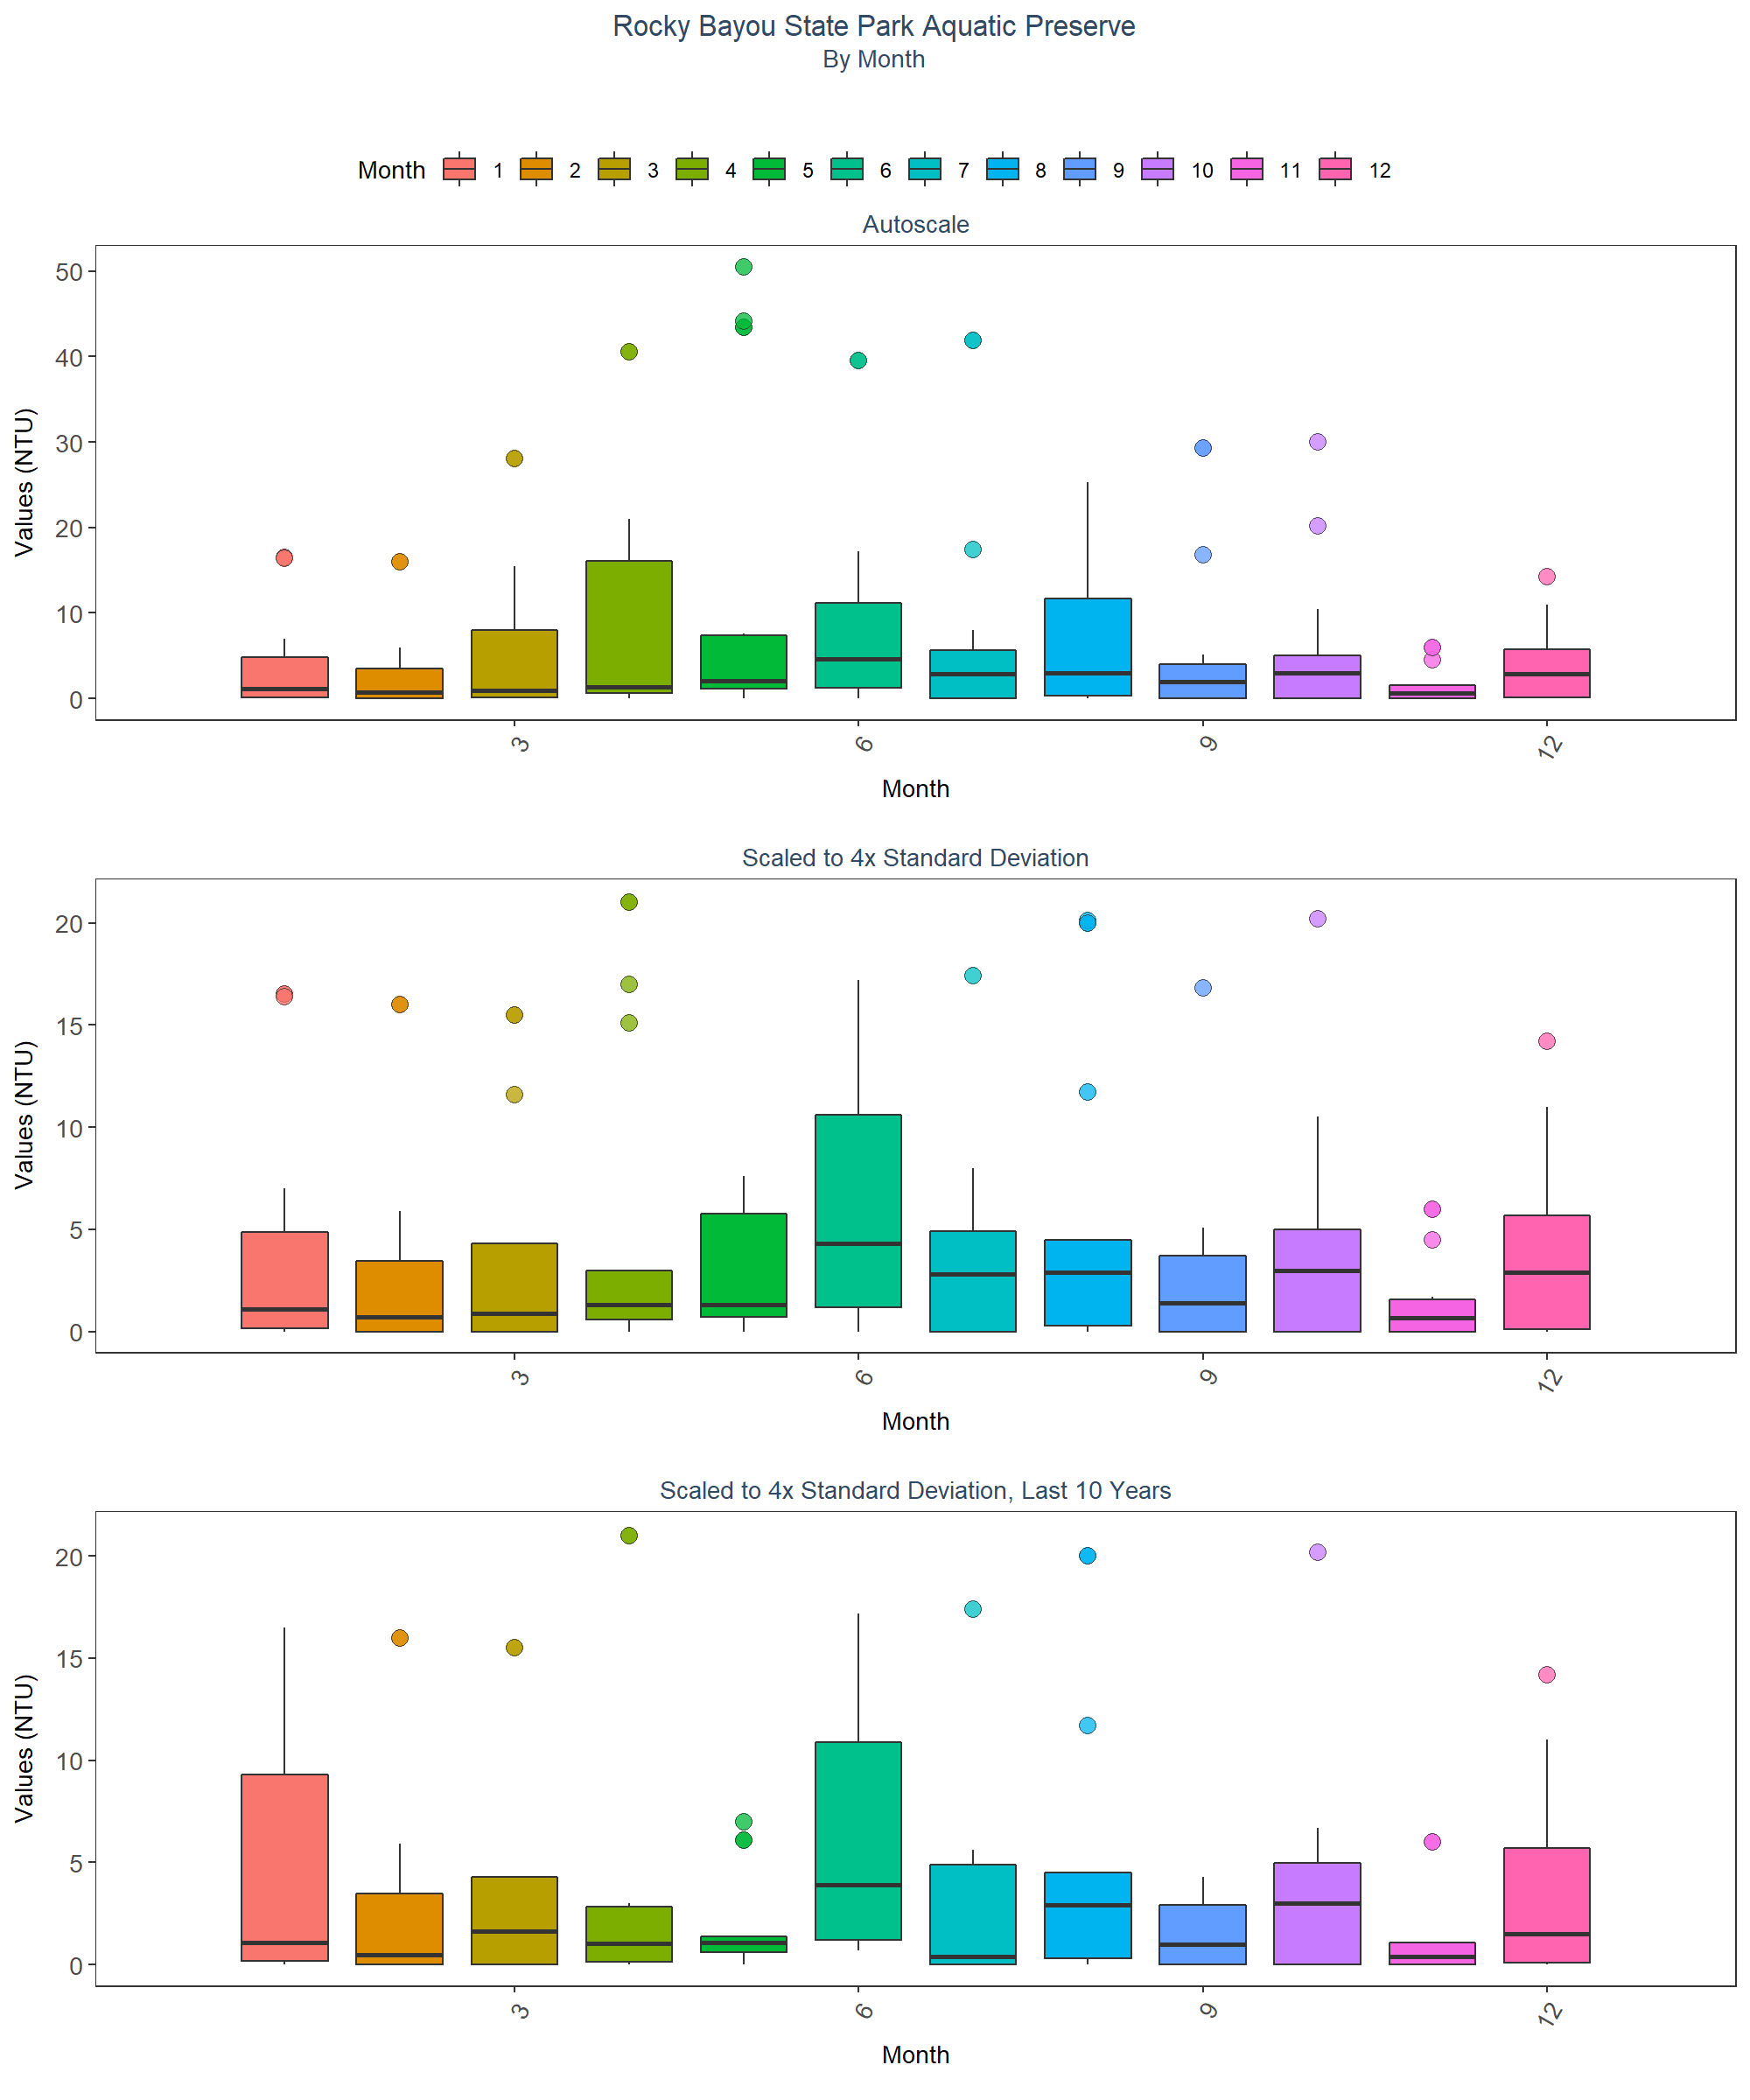 Rocky Bayou State Park Aquatic Preserve
By Month
Month 1 2 3 4 5 6 7 8 9 10 11 12
Autoscale
Values (NTU)
50
40
30
20
10
0
3 6 9 12
Month
Scaled to 4x Standard Deviation
Values (NTU)
20
15
10
5
0
3 6 9 12
Month
Scaled to 4x Standard Deviation, Last 10 Years
Values (NTU)
20
15
10
5
0
3 6 9 12
Month